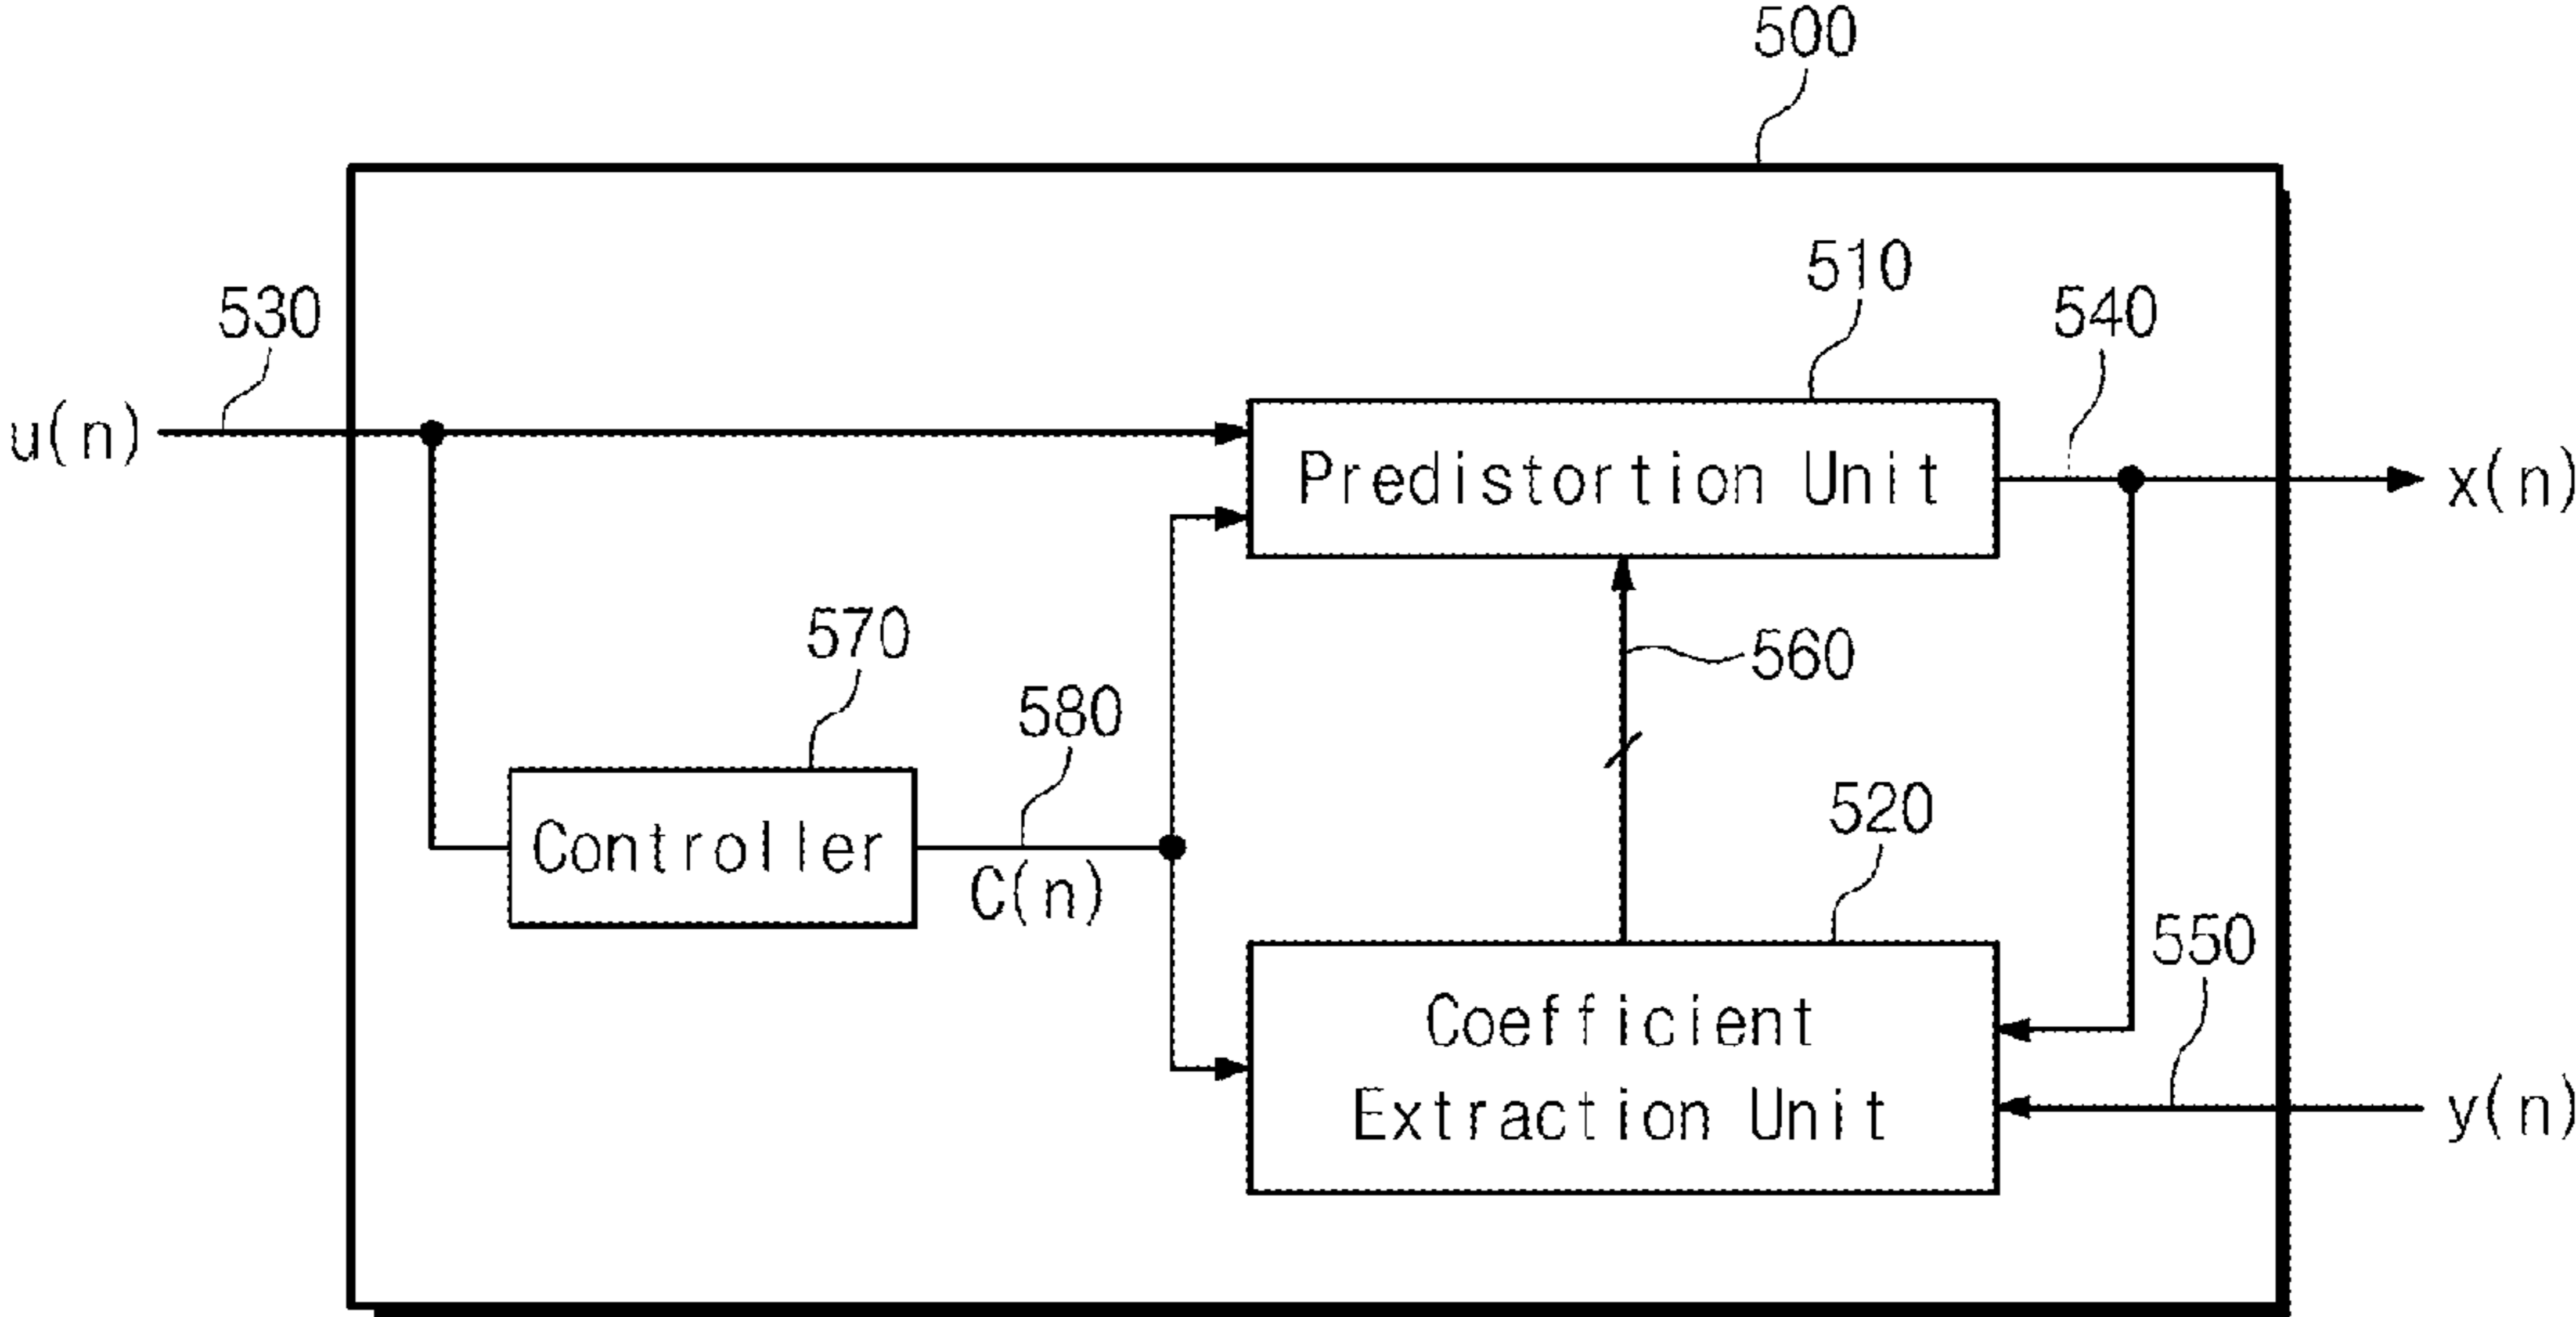 500
510
530
540
u(n)
Predistortion Unit
x(n)
570
560
580
520
Controller
C(n)
550
Coefficient
Extraction Unit
y(n)